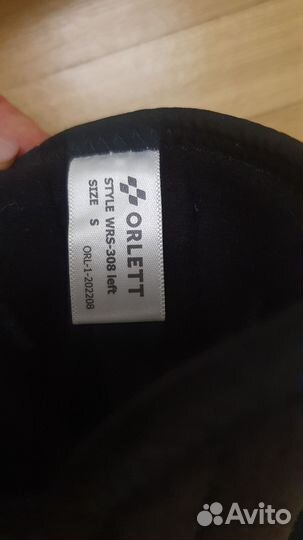 ORLETT
STYLE WRS-308 left
SIZE S
ORL-1-202208
Avito